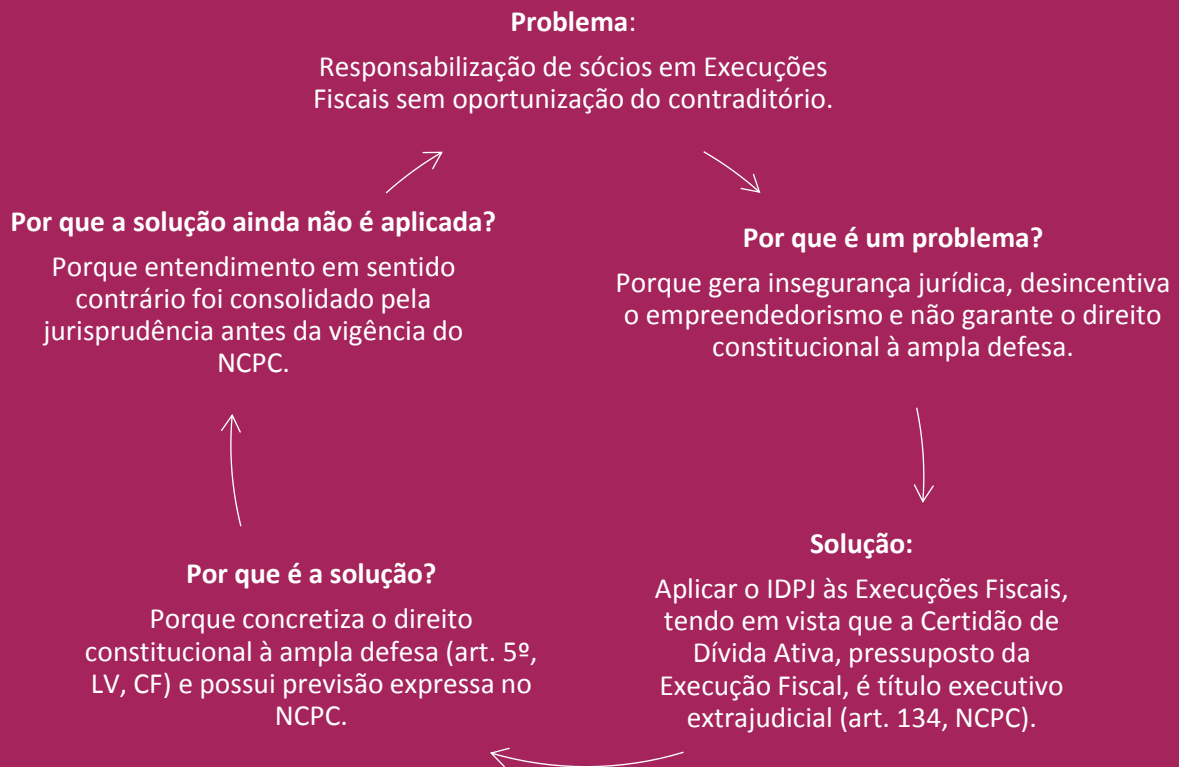 Problema:
Responsabilização de sócios em Execuções
Fiscais sem oportunização do contraditório.
Por que é um problema?
Porque gera insegurança jurídica, desincentiva
o empreendedorismo e não garante o direito
constitucional à ampla defesa.
Solução:
Aplicar o IDPJ às Execuções Fiscais,
tendo em vista que a Certidão de
Dívida Ativa, pressuposto da
Execução Fiscal, é título executivo
extrajudicial (art. 134, NCPC).
Por que é a solução?
Porque concretiza o direito
constitucional à ampla defesa (art. 5º,
LV, CF) e possui previsão expressa no
NCPC.
Por que a solução ainda não é aplicada?
Porque entendimento em sentido
contrário foi consolidado pela
jurisprudência antes da vigência do
NCPC.